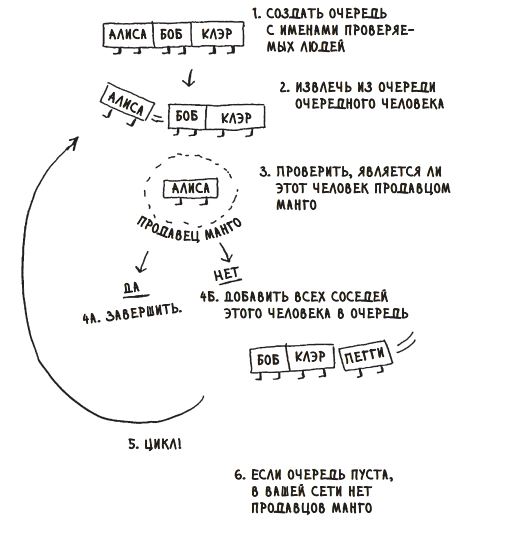 АЛИСА БОБ КЛЭР
1. СОЗДАТЬ ОЧЕРЕДЬ
С ИМЕНАМИ ПРОВЕРЯЕ-
МЫХ ЛЮДЕЙ
АЛИСА БОБ КЛЭР
2. ИЗВЛЕЧЬ ИЗ ОЧЕРЕДИ
ОЧЕРЕДНОГО ЧЕЛОВЕКА
АЛИСА
ПРОДАВЕЦ МАНГО
3. ПРОВЕРИТЬ, ЯВЛЯЕТСЯ ЛИ
ЭТОТ ЧЕЛОВЕК ПРОДАВЦОМ
МАНГО
ДА
4А. ЗАВЕРШИТЬ.
НЕТ
4Б. ДОБАВИТЬ ВСЕХ СОСЕДЕЙ
ЭТОГО ЧЕЛОВЕКА В ОЧЕРЕДЬ
БОБ КЛЭР ПЕГГИ
5. ЦИКЛ!
6. ЕСЛИ ОЧЕРЕДЬ ПУСТА,
В ВАШЕЙ СЕТИ НЕТ
ПРОДАВЦОВ МАНГО